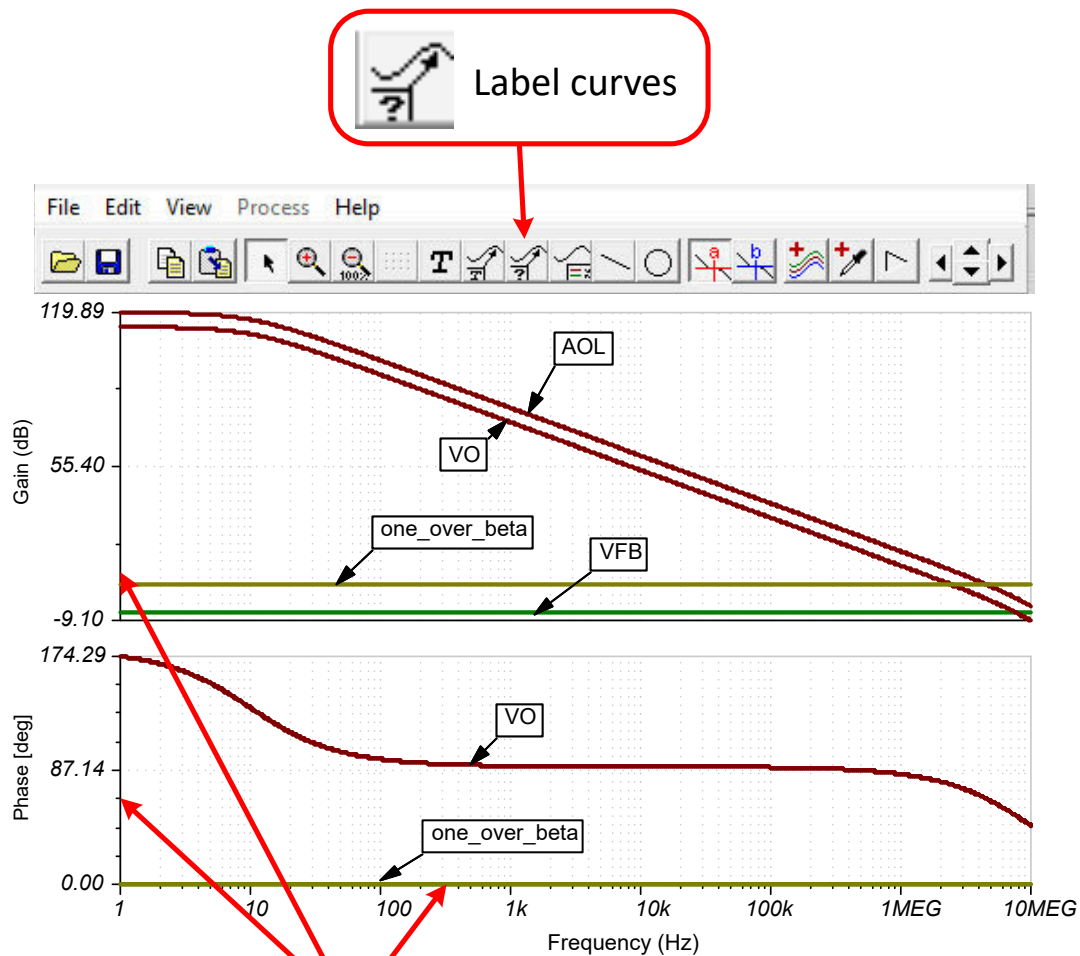 Label curves
File Edit View Process Help
100%
T
T
?
a
b
119.89
AOL
VO
55.40
Gain (dB)
one_over_beta
VFB
-9.10
174.29
VO
87.14
Phase [deg]
one_over_beta
0.00
1 10 100 1k 10k 100k 1MEG 10MEG
Frequency (Hz)